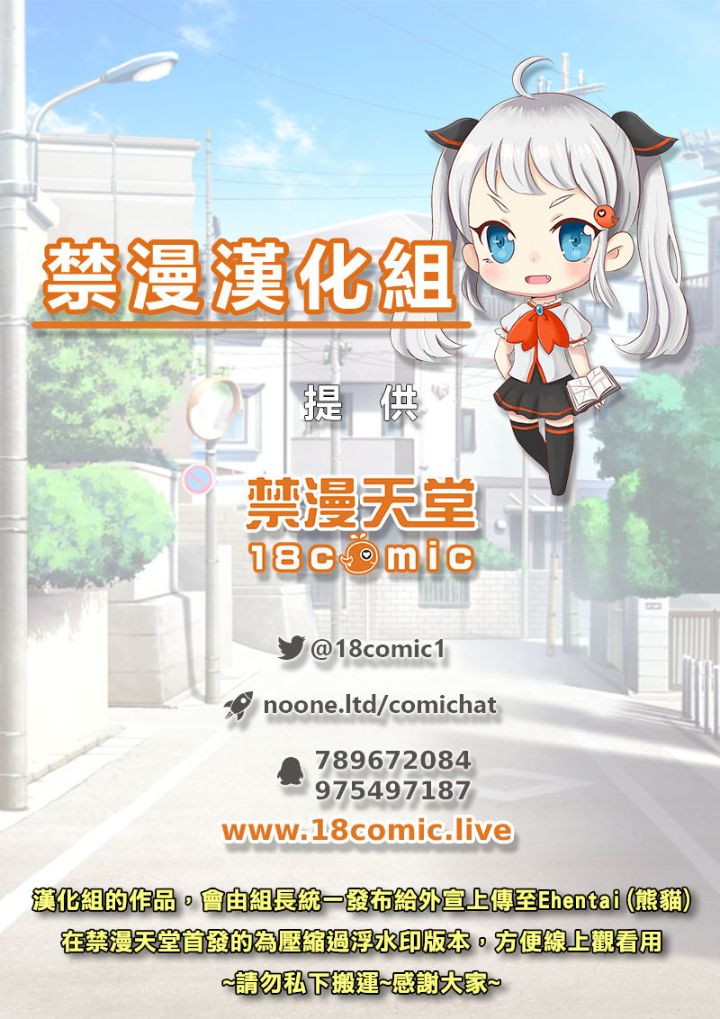 禁漫漢化組
提 供
禁漫天堂
18comic
@18comic1
noone.ltd/comichat
789672084
975497187
www.18comic.live
漢化組的作品，會由組長統一發布給外宣上傳至Ehentai(熊貓)
在禁漫天堂首發的為壓縮過浮水印版本，方便線上觀看用
~請勿私下搬運~感謝大家~